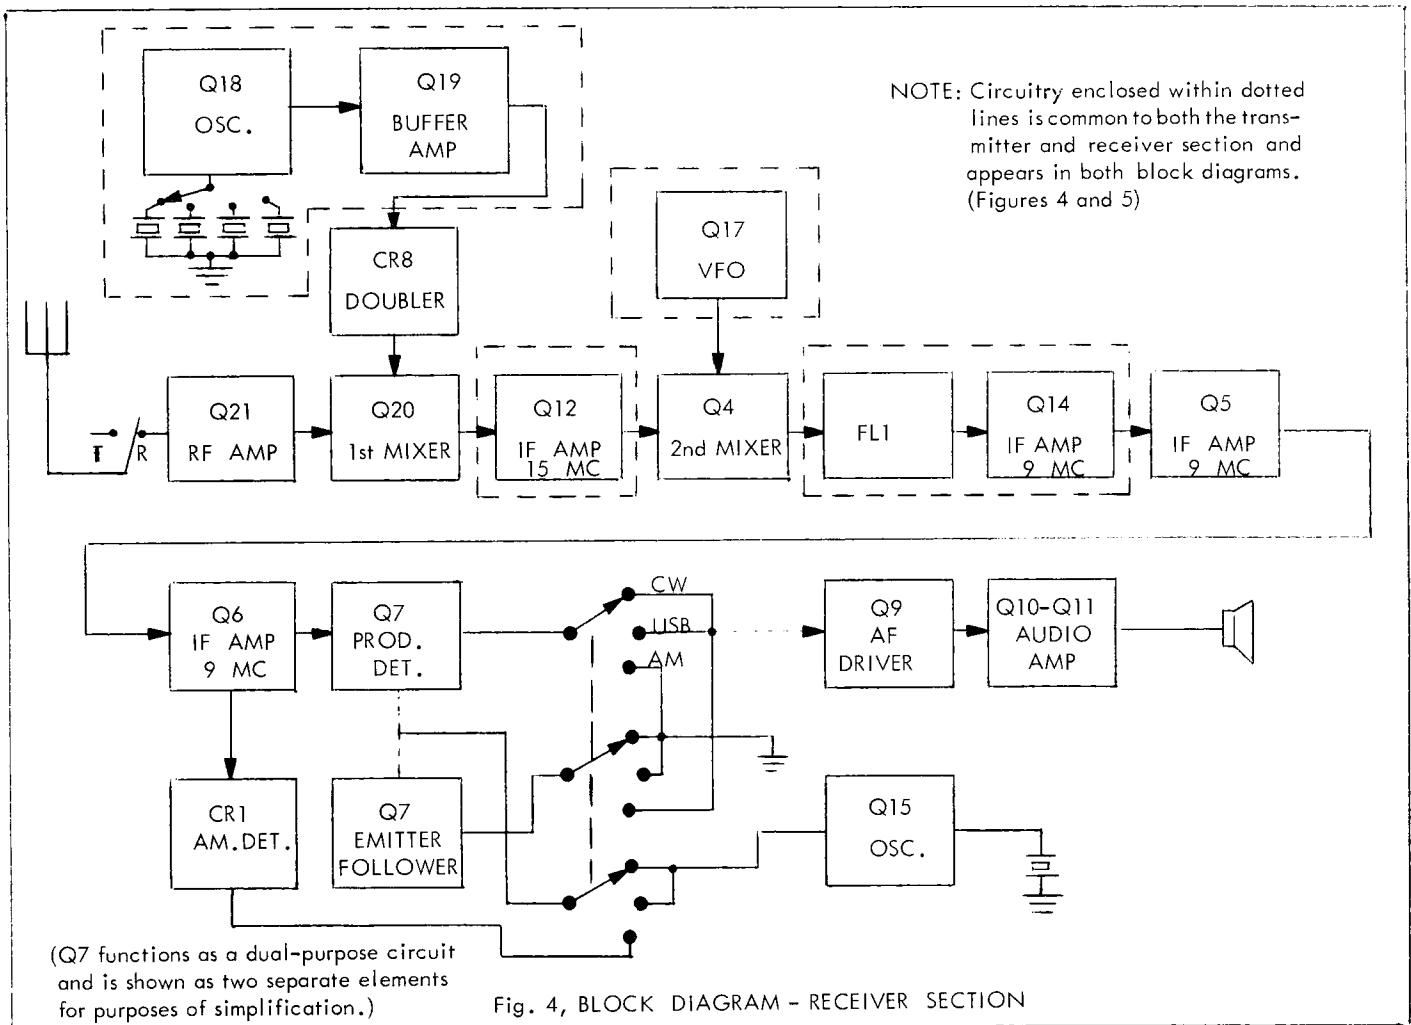 Q18
OSC.
Q19
BUFFER
AMP
NOTE: Circuitry enclosed within dotted
lines is common to both the trans-
mitter and receiver section and
appears in both block diagrams.
(Figures 4 and 5)
CR8
DOUBLER
Q17
VFO
T
R
Q21
RF AMP
Q20
1st MIXER
Q12
IF AMP
15 MC
Q4
2nd MIXER
FL1
Q14
IF AMP
9 MC
Q5
IF AMP
9 MC
Q6
IF AMP
9 MC
Q7
PROD.
DET.
CW
USB
AM
Q9
AF
DRIVER
Q10-Q11
AUDIO
AMP
CR1
AM.DET.
Q7
EMITTER
FOLLOWER
Q15
OSC.
(Q7 functions as a dual-purpose circuit
and is shown as two separate elements
for purposes of simplification.)
Fig. 4, BLOCK DIAGRAM - RECEIVER SECTION